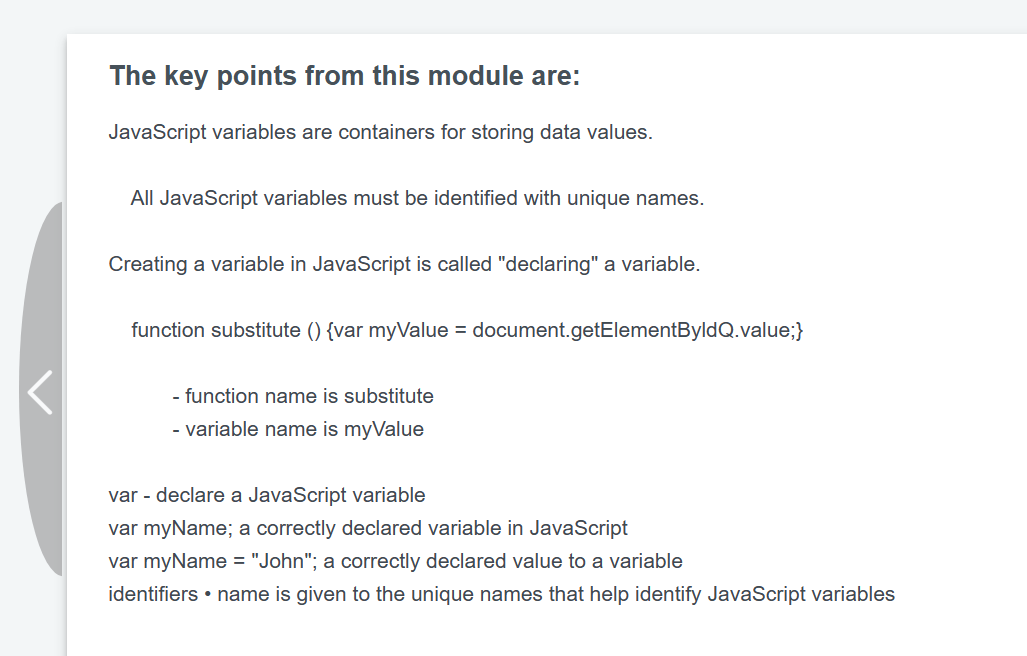 The key points from this module are:
JavaScript variables are containers for storing data values.
All JavaScript variables must be identified with unique names.
Creating a variable in JavaScript is called "declaring" a variable.
function substitute () {var myValue = document.getElementByIdQ.value;}
- function name is substitute
- variable name is myValue
var - declare a JavaScript variable
var myName; a correctly declared variable in JavaScript
var myName = "John"; a correctly declared value to a variable
identifiers • name is given to the unique names that help identify JavaScript variables